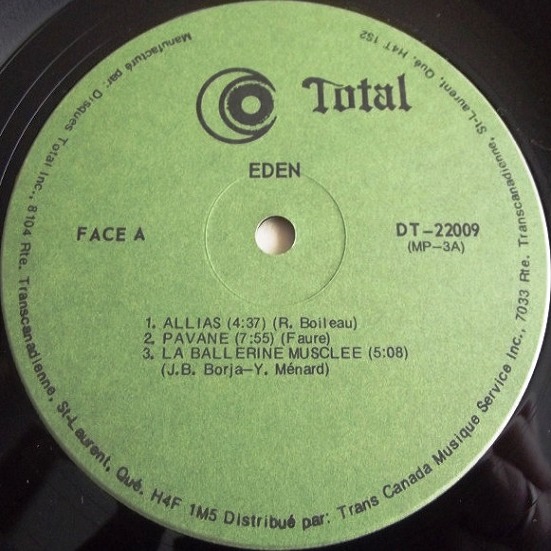 Total
EDEN
FACE A
DT-22009
(MP-3A)
1. ALLIAS (4:37) (R. Boileau)
2. PAVANE (7:55) (Faure)
3. LA BALLERINE MUSCLEE (5:08)
(J.B. Borja-Y. Ménard)
Manufacturé par: Disques Total Inc., 8104 Rte. Transcanadienne, St-Laurent, Qué. H4F 1M5 Distribué par: Trans Canada Musique Service Inc., 7033 Rte. Transcanadienne, St-Laurent, Qué. H4T 1S2